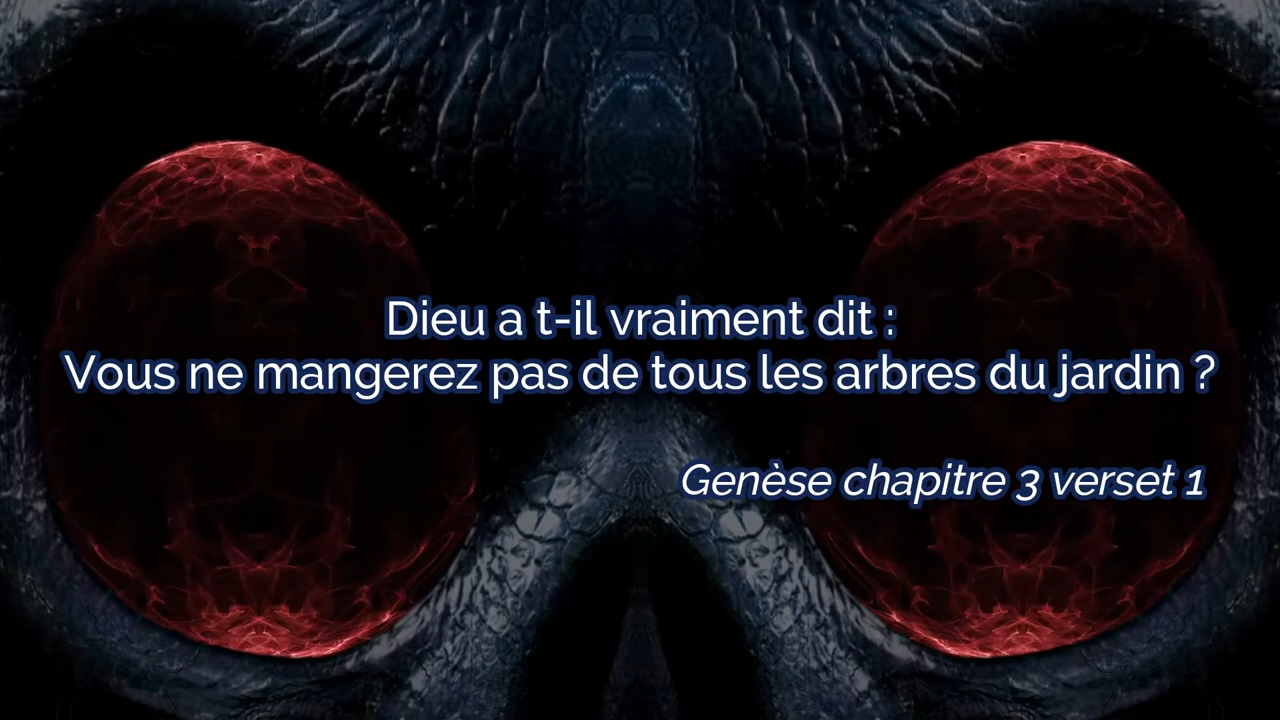 Dieu a t-il vraiment dit :
Vous ne mangerez pas de tous les arbres du jardin ?
Genèse chapitre 3 verset 1